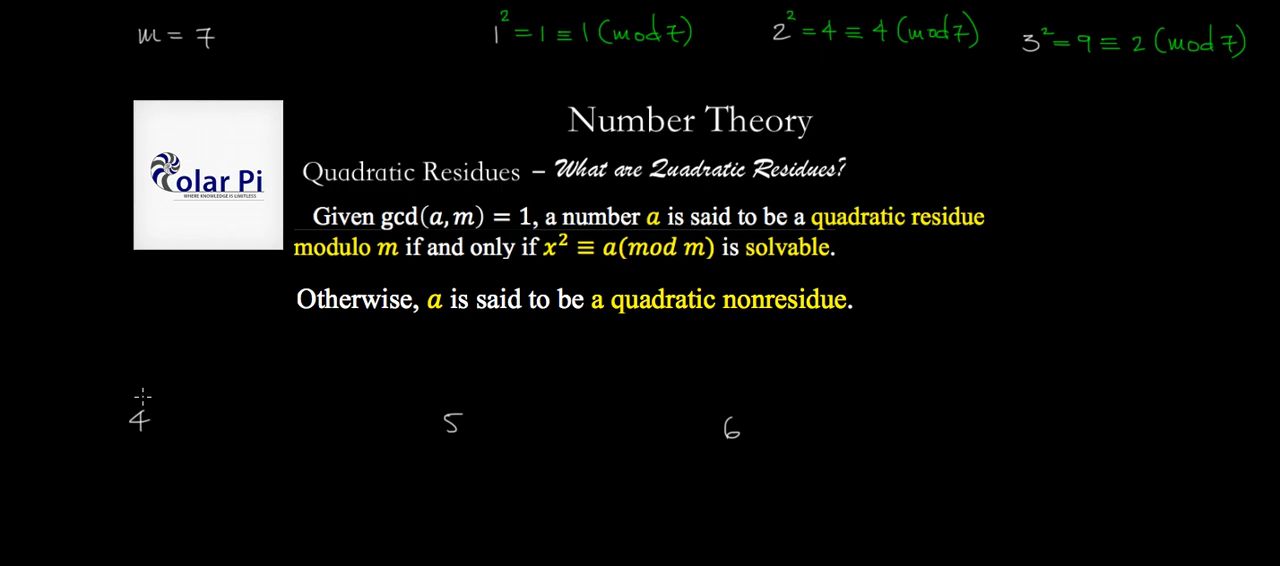 m = 7
1² = 1 ≡ 1 (mod 7)
2² = 4 ≡ 4 (mod 7)
3² = 9 ≡ 2 (mod 7)
Number Theory
olar Pi
WHERE KNOWLEDGE IS LIMITLESS
Quadratic Residues – What are Quadratic Residues?
Given gcd(a, m) = 1, a number a is said to be a quadratic residue
modulo m if and only if x² ≡ a(mod m) is solvable.
Otherwise, a is said to be a quadratic nonresidue.
4
5
6